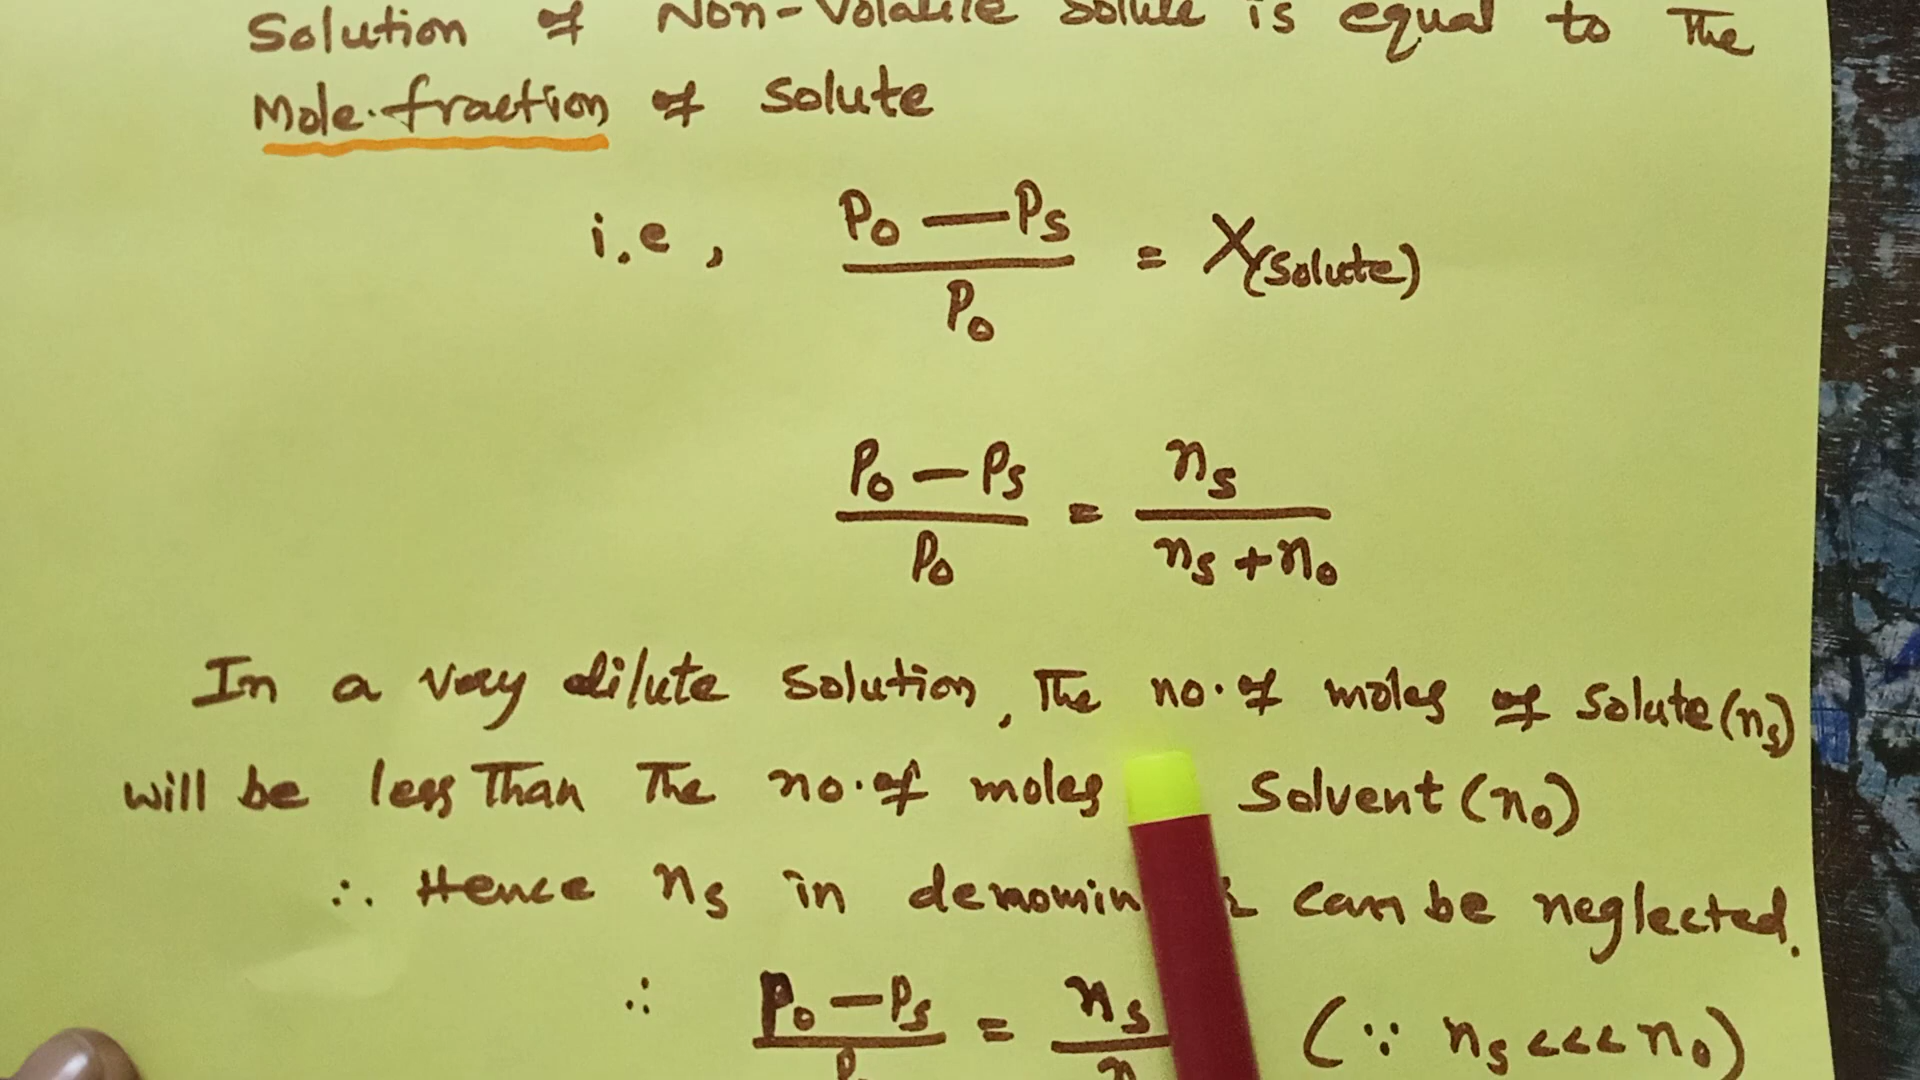 Solution of Non-Volatile Solute is equal to The
Mole.fraction of Solute
i.e, (P₀ — Pₛ) / P₀ = X(Solute)
(P₀ — Pₛ) / P₀ = nₛ / (nₛ + n₀)
In a very dilute Solution, The no. of moles of Solute (nₛ)
will be less Than The no. of moles Solvent (n₀)
∴ Hence nₛ in can be neglected.
∴ (P₀ — Pₛ) / P = nₛ / n (∵ nₛ <<< n₀)